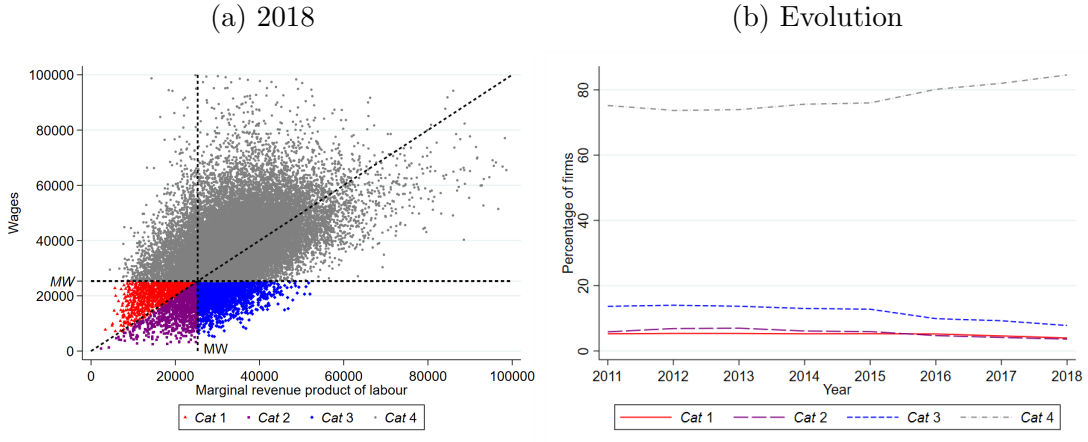 (a) 2018
100000
80000
60000
40000
MW
20000
0
Wages
MW
0 20000 40000 60000 80000 100000
Marginal revenue product of labour
Cat 1 Cat 2 Cat 3 Cat 4
(b) Evolution
80
60
40
20
0
Percentage of firms
2011 2012 2013 2014 2015 2016 2017 2018
Year
Cat 1 Cat 2 Cat 3 Cat 4